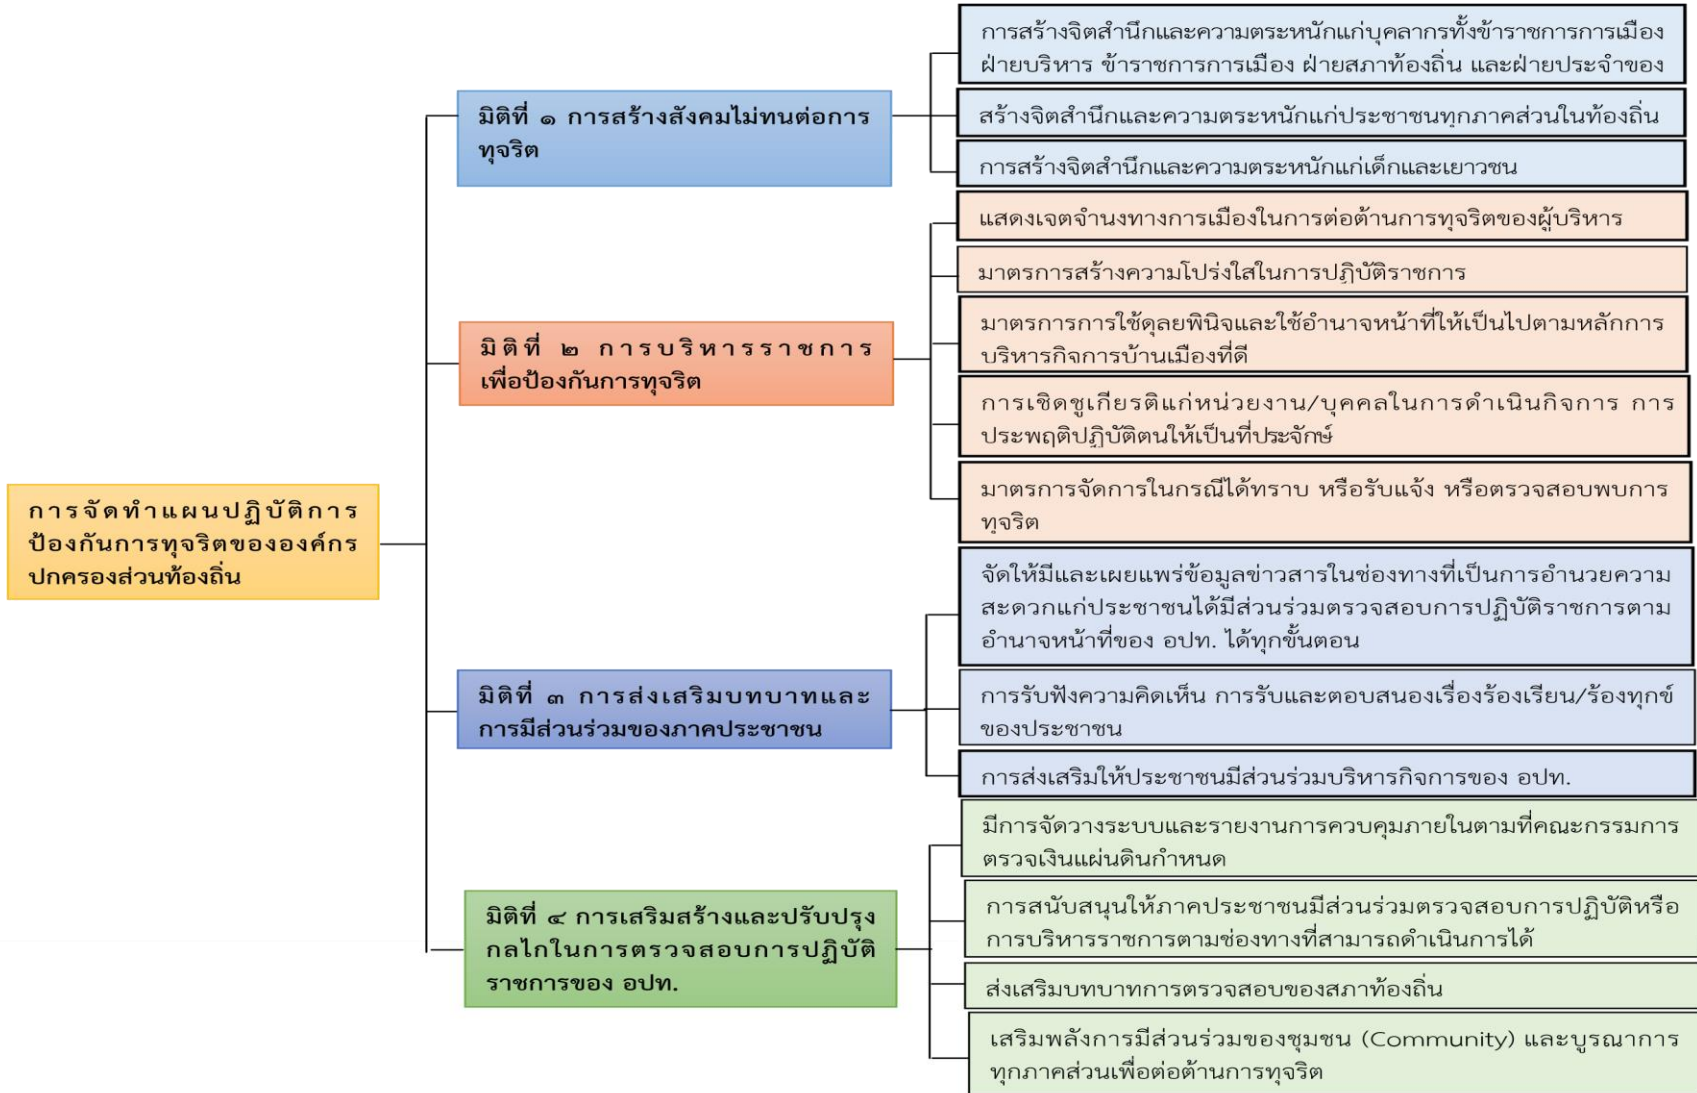 การจัดทำแผนปฏิบัติการ
ป้องกันการทุจริตขององค์กร
ปกครองส่วนท้องถิ่น
มิติที่ ๑ การสร้างสังคมไม่ทนต่อการ
ทุจริต
การสร้างจิตสำนึกและความตระหนักแก่บุคลากรทั้งข้าราชการการเมือง
ฝ่ายบริหาร ข้าราชการการเมือง ฝ่ายสภาท้องถิ่น และฝ่ายประจำของ
สร้างจิตสำนึกและความตระหนักแก่ประชาชนทุกภาคส่วนในท้องถิ่น
การสร้างจิตสำนึกและความตระหนักแก่เด็กและเยาวชน
มิติที่ ๒ การบริหารราชการ
เพื่อป้องกันการทุจริต
แสดงเจตจำนงทางการเมืองในการต่อต้านการทุจริตของผู้บริหาร
มาตรการสร้างความโปร่งใสในการปฏิบัติราชการ
มาตรการการใช้ดุลยพินิจและใช้อำนาจหน้าที่ให้เป็นไปตามหลักการ
บริหารกิจการบ้านเมืองที่ดี
การเชิดชูเกียรติแก่หน่วยงาน/บุคคลในการดำเนินกิจการ การ
ประพฤติปฏิบัติตนให้เป็นที่ประจักษ์
มาตรการจัดการในกรณีได้ทราบ หรือรับแจ้ง หรือตรวจสอบพบการ
ทุจริต
มิติที่ ๓ การส่งเสริมบทบาทและ
การมีส่วนร่วมของภาคประชาชน
จัดให้มีและเผยแพร่ข้อมูลข่าวสารในช่องทางที่เป็นการอำนวยความ
สะดวกแก่ประชาชนได้มีส่วนร่วมตรวจสอบการปฏิบัติราชการตาม
อำนาจหน้าที่ของ อปท. ได้ทุกขั้นตอน
การรับฟังความคิดเห็น การรับและตอบสนองเรื่องร้องเรียน/ร้องทุกข์
ของประชาชน
การส่งเสริมให้ประชาชนมีส่วนร่วมบริหารกิจการของ อปท.
มิติที่ ๔ การเสริมสร้างและปรับปรุง
กลไกในการตรวจสอบการปฏิบัติ
ราชการของ อปท.
มีการจัดวางระบบและรายงานการควบคุมภายในตามที่คณะกรรมการ
ตรวจเงินแผ่นดินกำหนด
การสนับสนุนให้ภาคประชาชนมีส่วนร่วมตรวจสอบการปฏิบัติหรือ
การบริหารราชการตามช่องทางที่สามารถดำเนินการได้
ส่งเสริมบทบาทการตรวจสอบของสภาท้องถิ่น
เสริมพลังการมีส่วนร่วมของชุมชน (Community) และบูรณาการ
ทุกภาคส่วนเพื่อต่อต้านการทุจริต